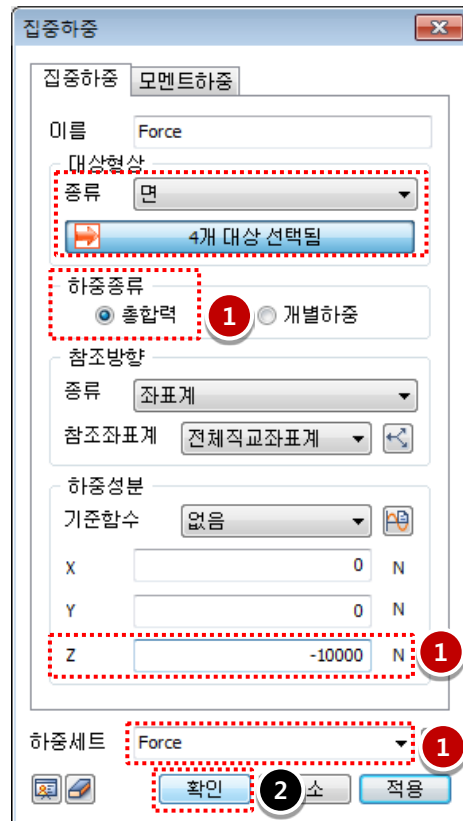 집중하중
집중하중 모멘트하중
이름 Force
대상형상
종류 면
4개 대상 선택됨
하중종류
총합력 1 개별하중
참조방향
종류 좌표계
참조좌표계 전체직교좌표계
하중성분
기준함수 없음
X 0 N
Y 0 N
Z -10000 N 1
하중세트 Force 1
확인 2 소 적용